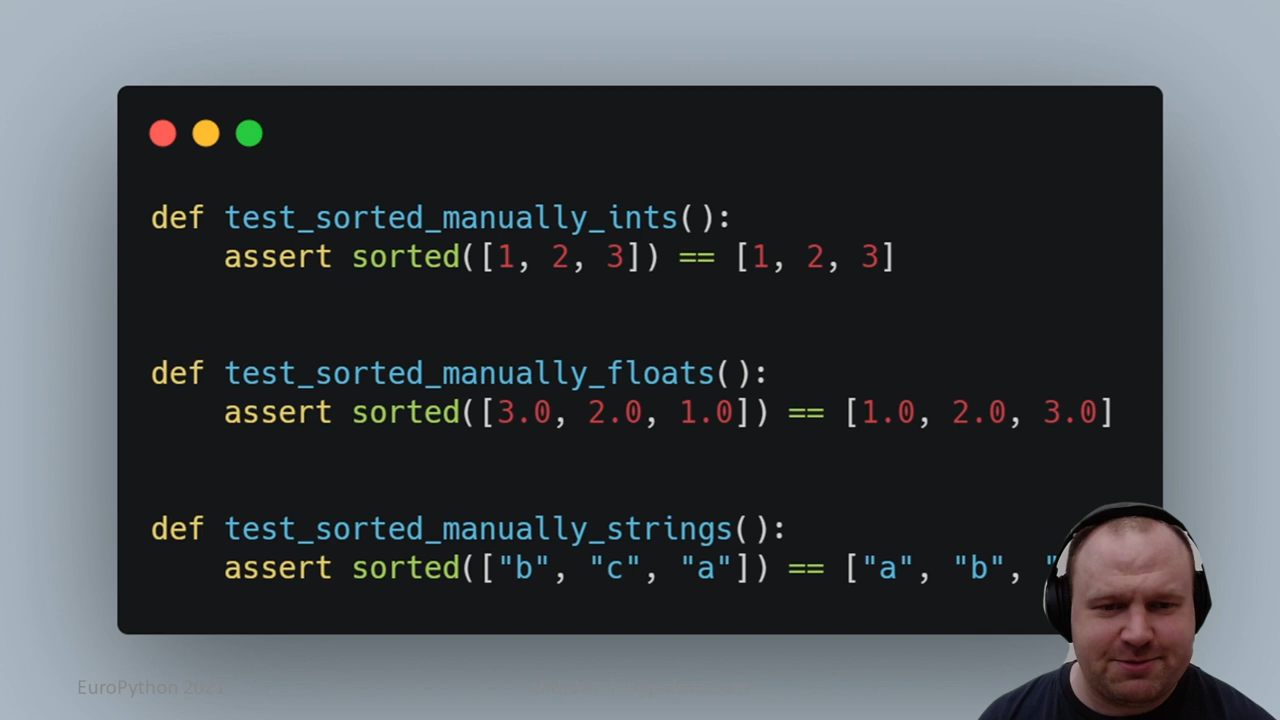 def test_sorted_manually_ints():
    assert sorted([1, 2, 3]) == [1, 2, 3]
def test_sorted_manually_floats():
    assert sorted([3.0, 2.0, 1.0]) == [1.0, 2.0, 3.0]
def test_sorted_manually_strings():
    assert sorted(["b", "c", "a"]) == ["a", "b", "
EuroPython